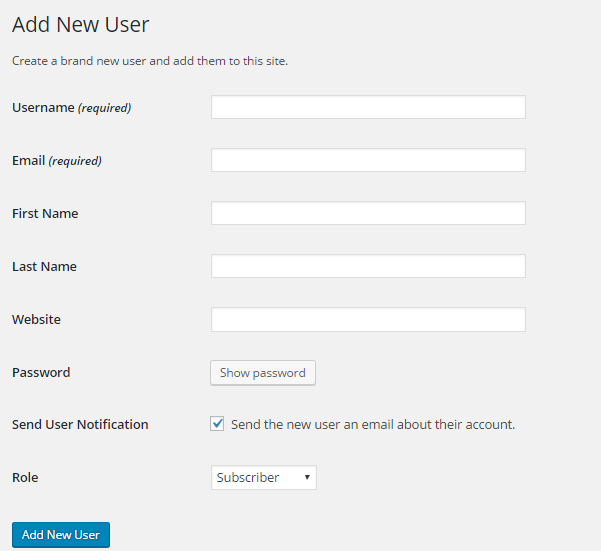 Add New User
Create a brand new user and add them to this site.
Username (required)
Email (required)
First Name
Last Name
Website
Password Show password
Send User Notification Send the new user an email about their account.
Role Subscriber
Add New User